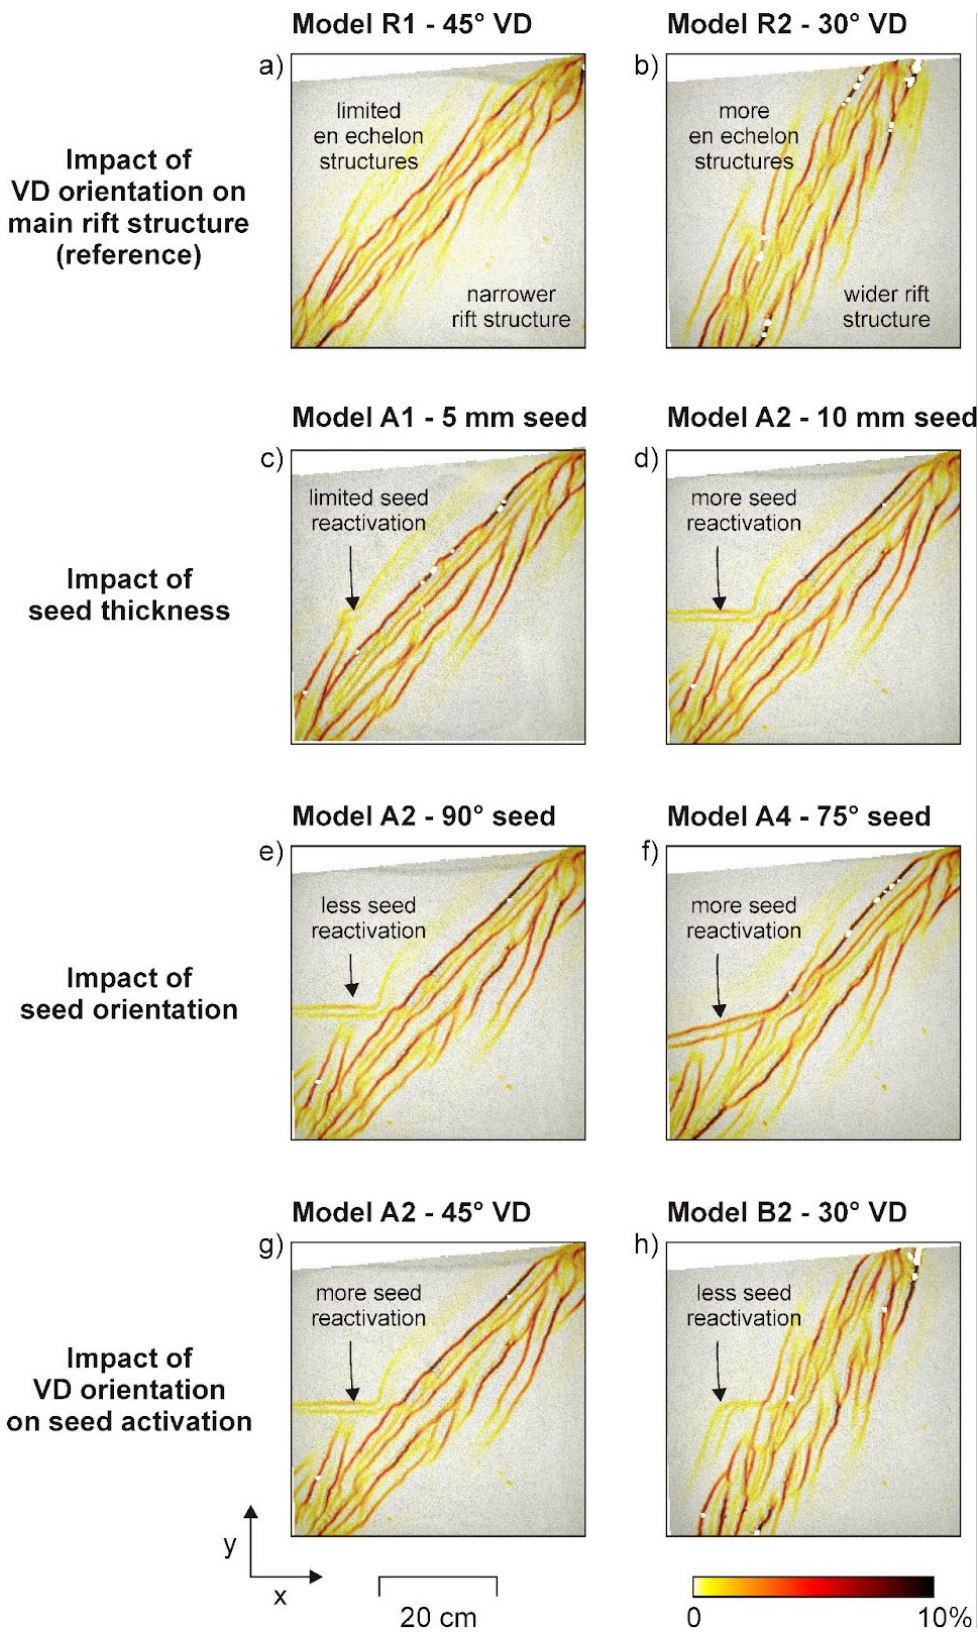 Model R1 - 45° VD
Model R2 - 30° VD
a)
b)
Impact of
VD orientation on
main rift structure
(reference)
limited
en echelon
structures
narrower
rift structure
more
en echelon
structures
wider rift
structure
Model A1 - 5 mm seed
Model A2 - 10 mm seed
c)
d)
Impact of
seed thickness
limited seed
reactivation
more seed
reactivation
Model A2 - 90° seed
Model A4 - 75° seed
e)
f)
Impact of
seed orientation
less seed
reactivation
more seed
reactivation
Model A2 - 45° VD
Model B2 - 30° VD
g)
h)
Impact of
VD orientation
on seed activation
more seed
reactivation
less seed
reactivation
y
x
20 cm
0
10%